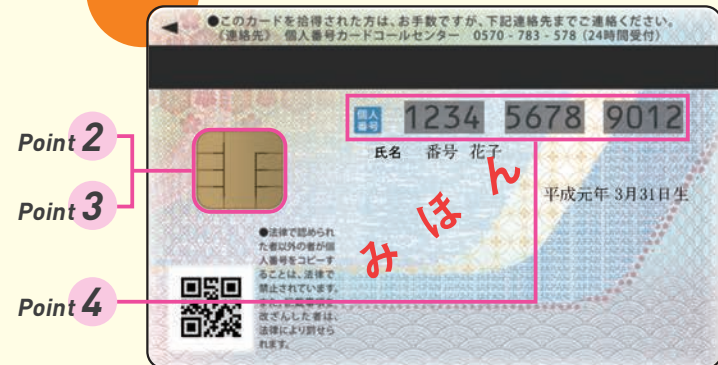 ●このカードを拾得された方は、お手数ですが、下記連絡先までご連絡ください。
《連絡先》 個人番号カードコールセンター 0570-783-578(24時間受付)
個人番号 1234 5678 9012
氏名 番号 花子
平成元年 3月31日生
みほん
●法律で認められ
た者以外の者が個
人番号をコピーす
ることは、法律で
禁止されています。
また、
改ざんした者は、
法律により罰せら
れます。
Point 2
Point 3
Point 4